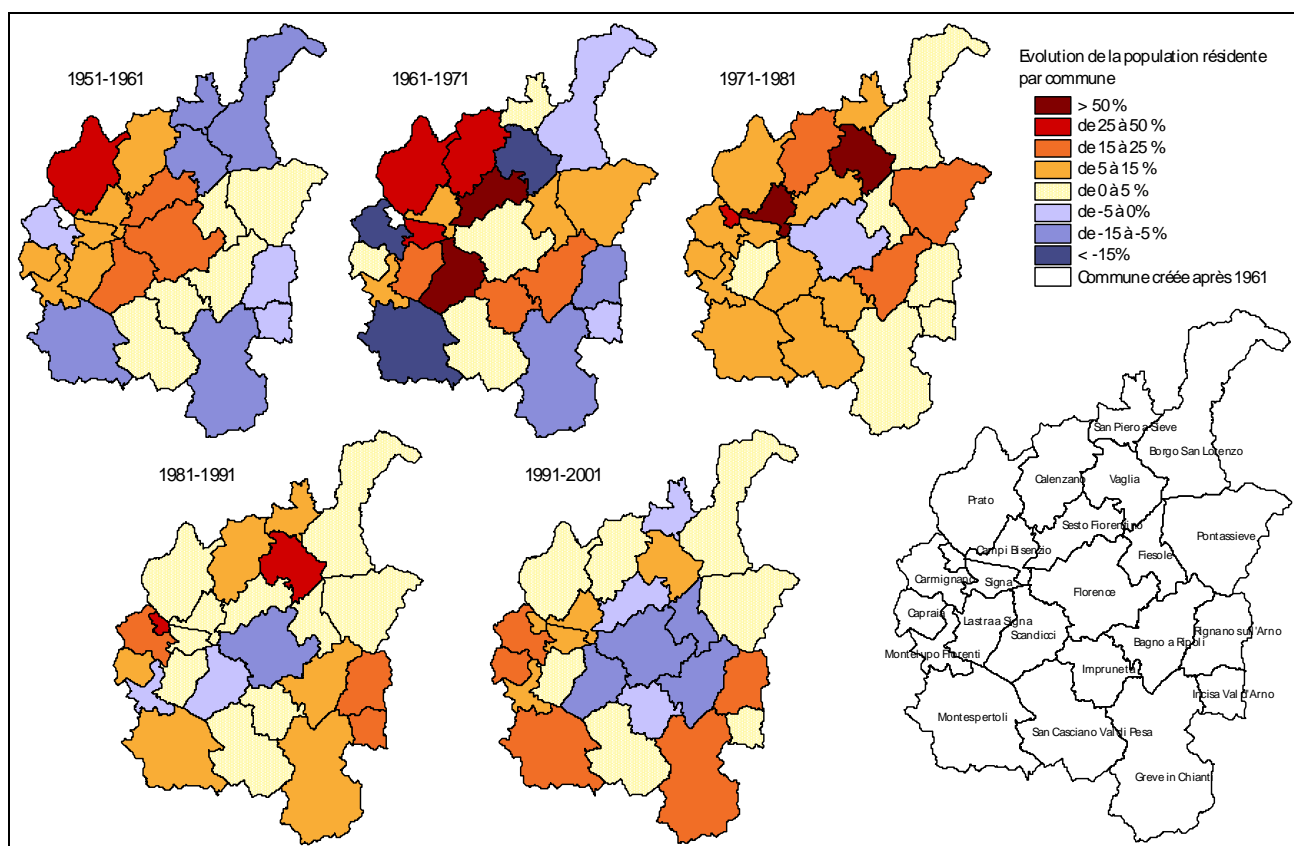 1951-1961
1961-1971
1971-1981
Evolution de la population résidente
par commune
> 50 %
de 25 à 50 %
de 15 à 25 %
de 5 à 15 %
de 0 à 5 %
de -5 à 0%
de -15 à -5 %
< -15%
Commune créée après 1961
1981-1991
1991-2001
San Piero a Sieve
Borgo San Lorenzo
Calenzano
Vaglia
Prato
Sesto Fiorentino
Pontassieve
Campi Bisenzio
Fiesole
Carmignano
Signa
Florence
Capraia
Lastra a Signa
Scandicci
Bagno a Ripoli
Rignano sull'Arno
Montelupo Fiorenti
Impruneta
Incisa Val d'Arno
Montespertoli
San Casciano Val di Pesa
Greve in Chiant